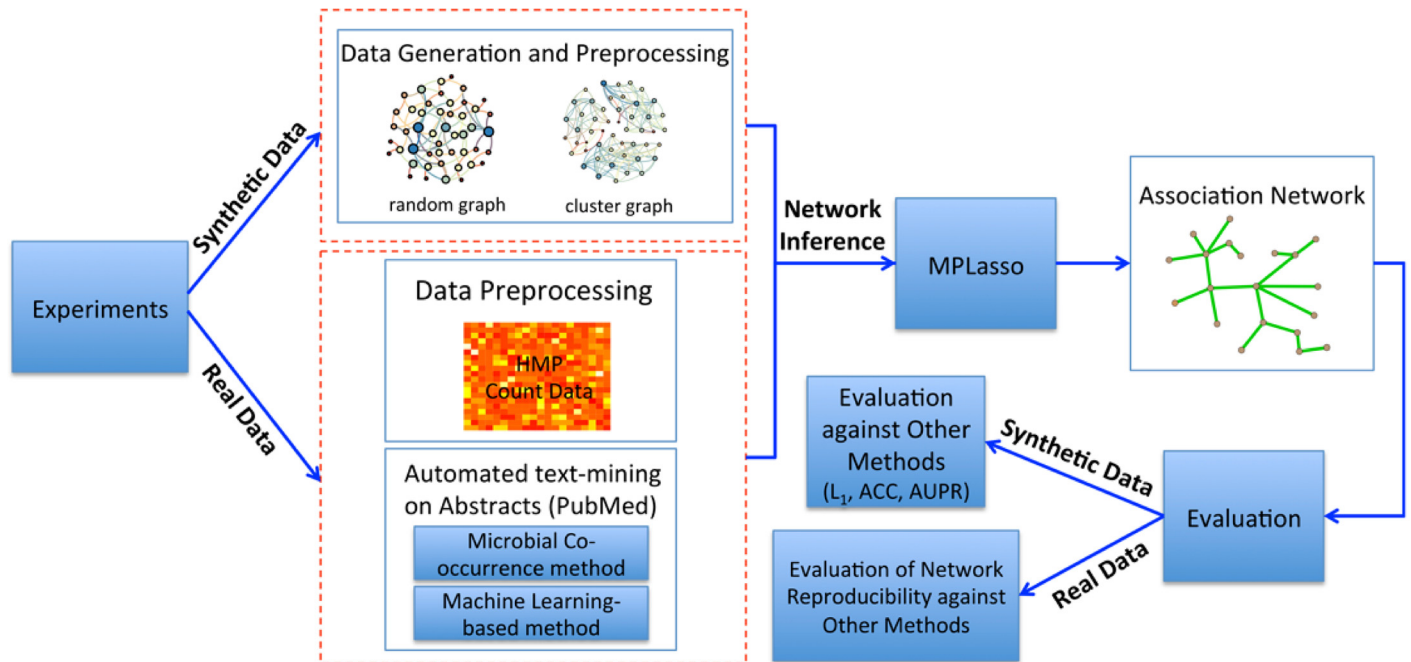 Data Generation and Preprocessing
random graph
cluster graph
Synthetic Data
Experiments
Real Data
Data Preprocessing
HMP
Count Data
Automated text-mining
on Abstracts (PubMed)
Microbial Co-
occurrence method
Machine Learning-
based method
Network
Inference
MPLasso
Association Network
Evaluation
against Other
Methods
(L₁, ACC, AUPR)
Synthetic Data
Evaluation
Real Data
Evaluation of Network
Reproducibility against
Other Methods